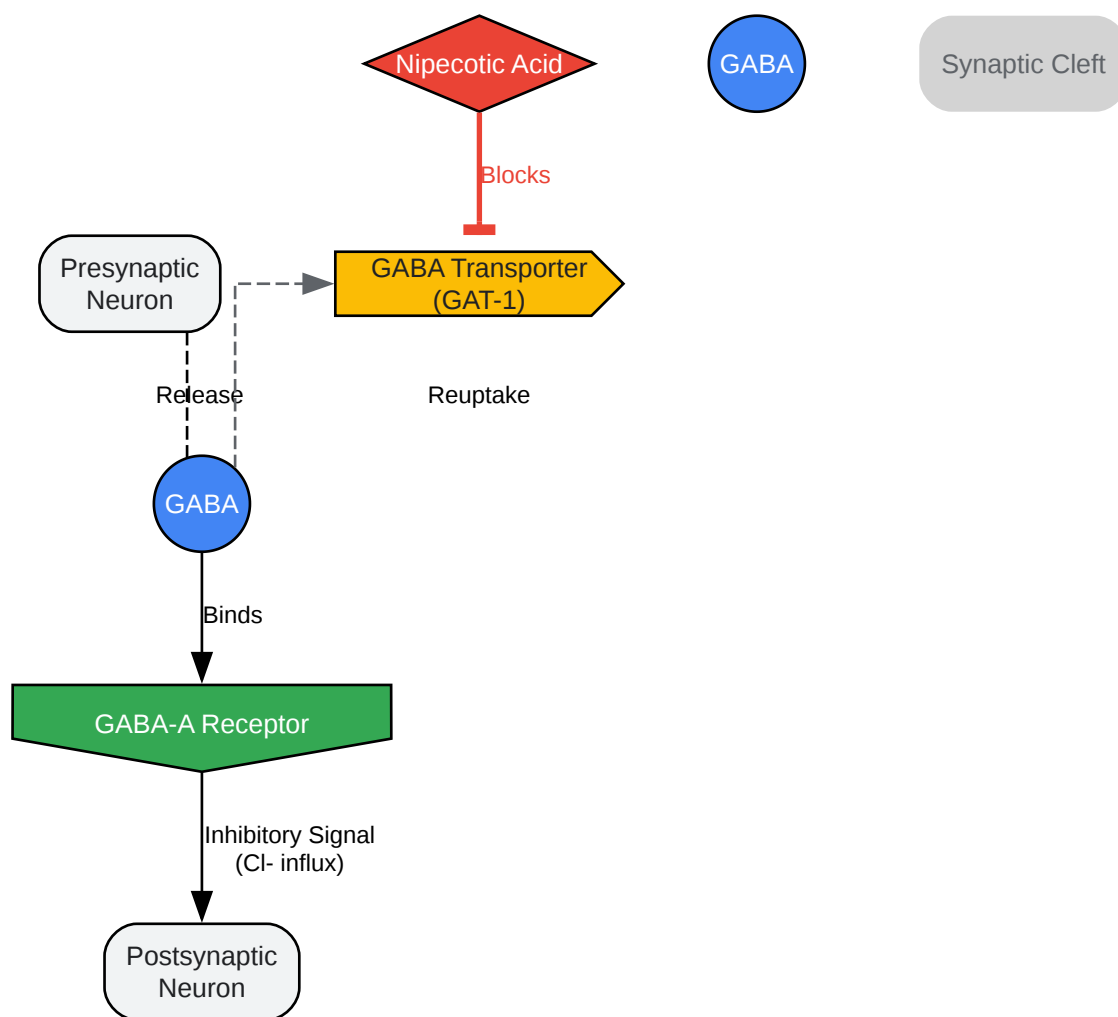 Nipecotic Acid
GABA
Synaptic Cleft
Blocks
Presynaptic
Neuron
GABA Transporter
(GAT-1)
Release
Reuptake
GABA
Binds
GABA-A Receptor
Inhibitory Signal
(Cl- influx)
Postsynaptic
Neuron